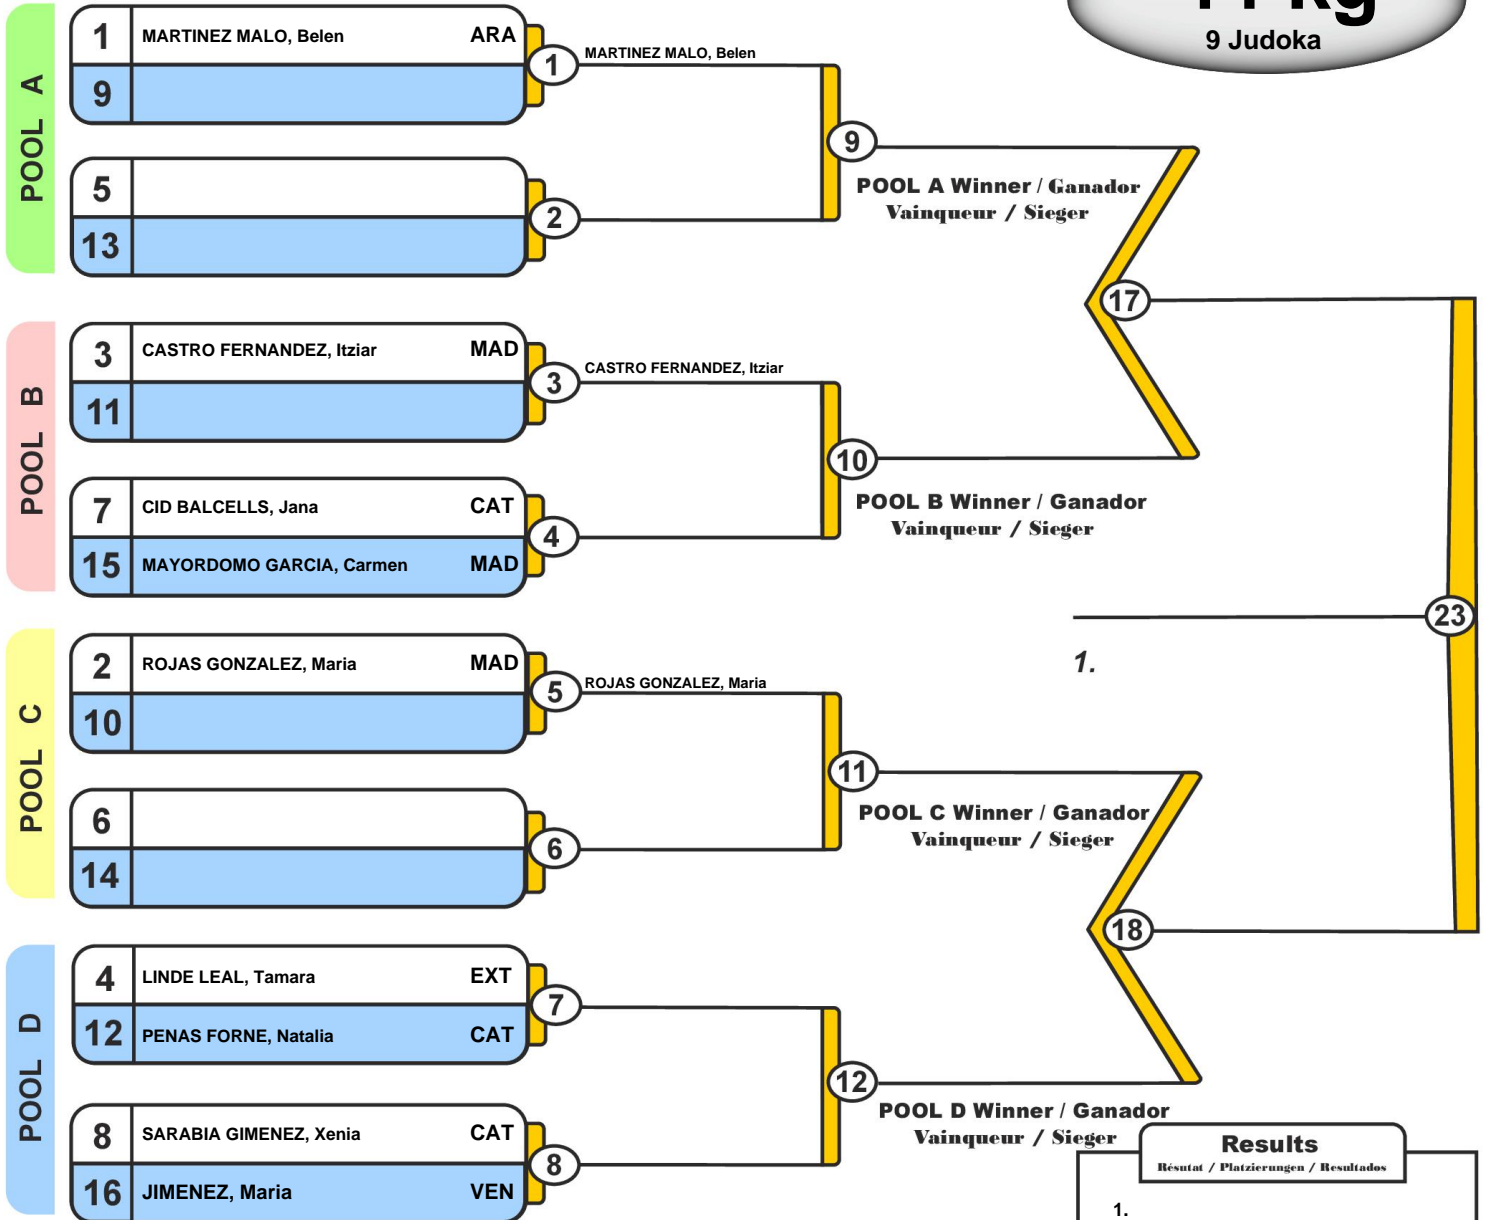 9 Judoka
POOL A
1 MARTINEZ MALO, Belen ARA
9
1
MARTINEZ MALO, Belen
5
13
2
9
POOL A Winner / Ganador
Vainqueur / Sieger
17
POOL B
3 CASTRO FERNANDEZ, Itziar MAD
11
3
CASTRO FERNANDEZ, Itziar
7 CID BALCELLS, Jana CAT
15 MAYORDOMO GARCIA, Carmen MAD
4
10
POOL B Winner / Ganador
Vainqueur / Sieger
23
1.
POOL C
2 ROJAS GONZALEZ, Maria MAD
10
5
ROJAS GONZALEZ, Maria
6
14
6
11
POOL C Winner / Ganador
Vainqueur / Sieger
18
POOL D
4 LINDE LEAL, Tamara EXT
12 PENAS FORNE, Natalia CAT
7
8 SARABIA GIMENEZ, Xenia CAT
16 JIMENEZ, Maria VEN
8
12
POOL D Winner / Ganador
Vainqueur / Sieger
Results
Résutat / Platzierungen / Resultados
1.